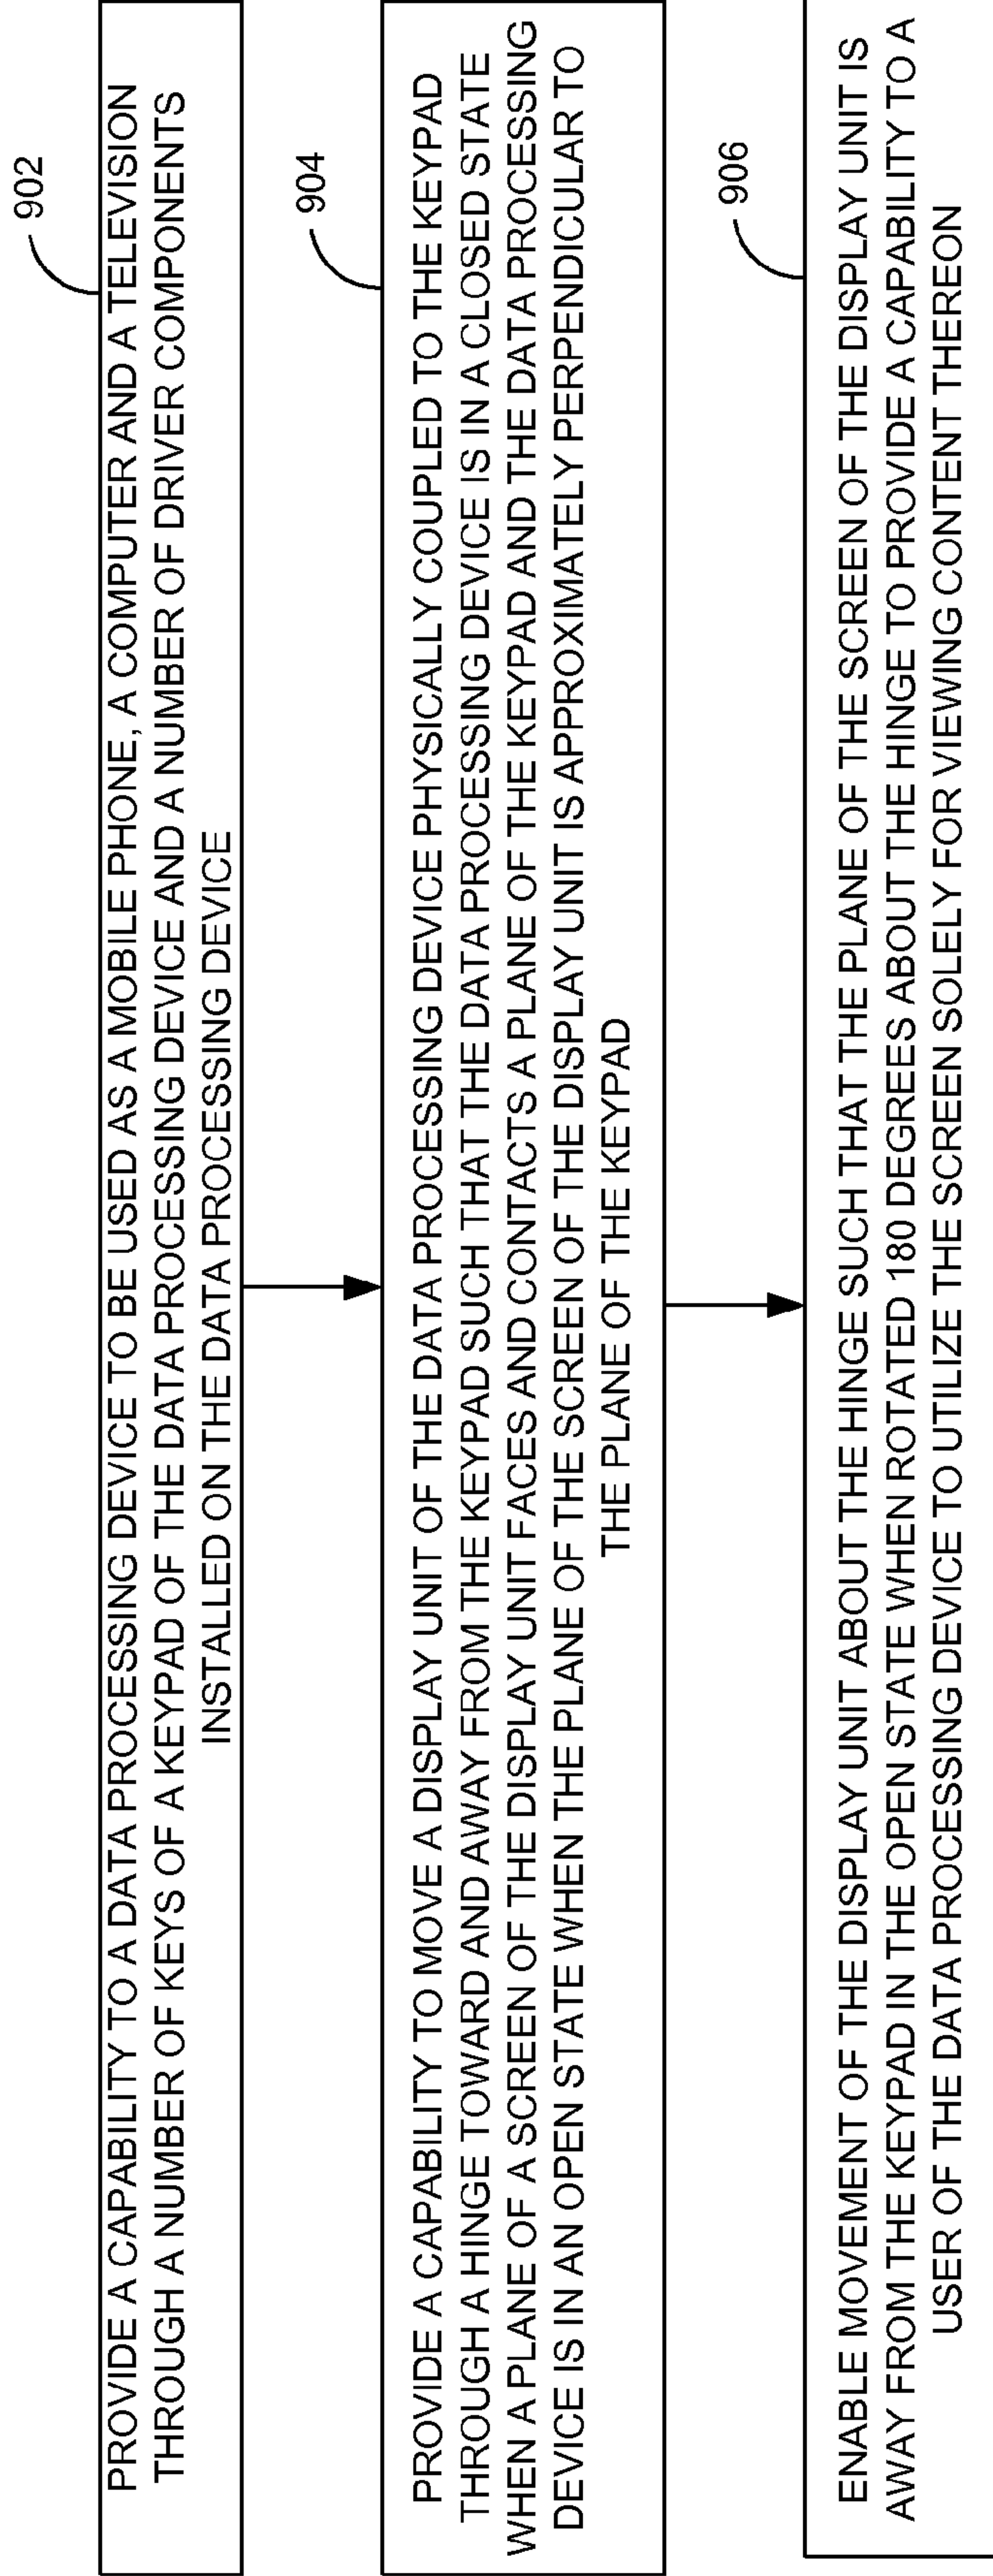 902
PROVIDE A CAPABILITY TO A DATA PROCESSING DEVICE TO BE USED AS A MOBILE PHONE, A COMPUTER AND A TELEVISION
THROUGH A NUMBER OF KEYS OF A KEYPAD OF THE DATA PROCESSING DEVICE AND A NUMBER OF DRIVER COMPONENTS
INSTALLED ON THE DATA PROCESSING DEVICE
904
PROVIDE A CAPABILITY TO MOVE A DISPLAY UNIT OF THE DATA PROCESSING DEVICE PHYSICALLY COUPLED TO THE KEYPAD
THROUGH A HINGE TOWARD AND AWAY FROM THE KEYPAD SUCH THAT THE DATA PROCESSING DEVICE IS IN A CLOSED STATE
WHEN A PLANE OF A SCREEN OF THE DISPLAY UNIT FACES AND CONTACTS A PLANE OF THE KEYPAD AND THE DATA PROCESSING
DEVICE IS IN AN OPEN STATE WHEN THE PLANE OF THE SCREEN OF THE DISPLAY UNIT IS APPROXIMATELY PERPENDICULAR TO
THE PLANE OF THE KEYPAD
906
ENABLE MOVEMENT OF THE DISPLAY UNIT ABOUT THE HINGE SUCH THAT THE PLANE OF THE SCREEN OF THE DISPLAY UNIT IS
AWAY FROM THE KEYPAD IN THE OPEN STATE WHEN ROTATED 180 DEGREES ABOUT THE HINGE TO PROVIDE A CAPABILITY TO A
USER OF THE DATA PROCESSING DEVICE TO UTILIZE THE SCREEN SOLELY FOR VIEWING CONTENT THEREON